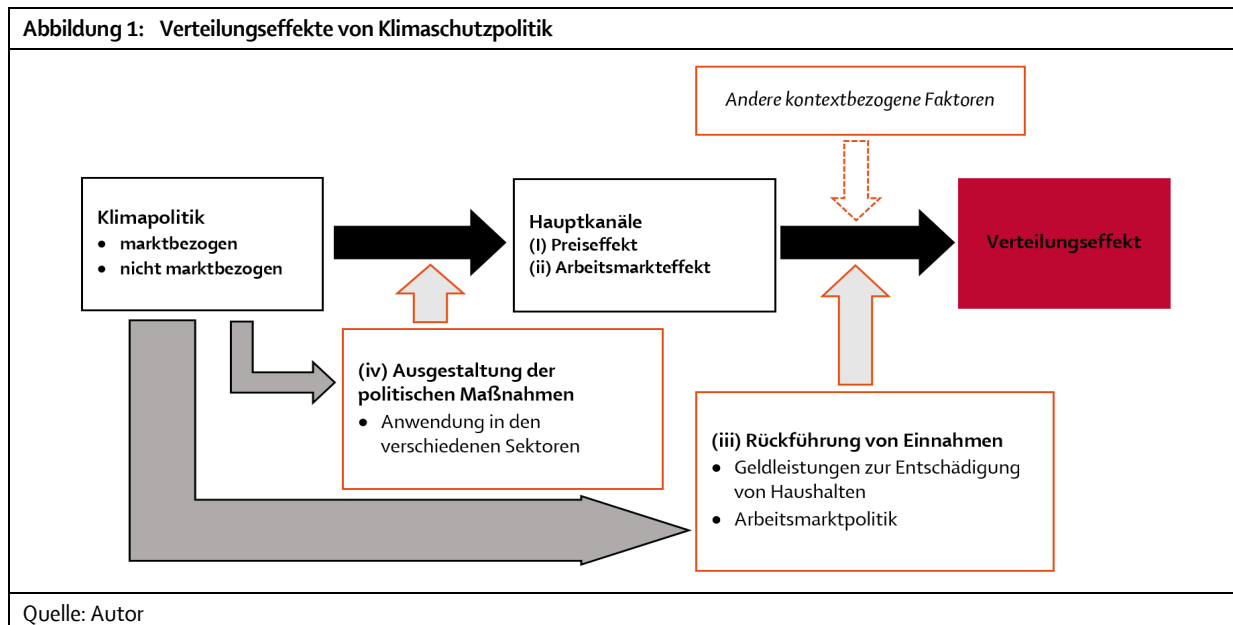 Abbildung 1: Verteilungseffekte von Klimaschutzpolitik
Andere kontextbezogene Faktoren
Klimapolitik
• marktbezogen
• nicht marktbezogen
Hauptkanäle
(I) Preiseffekt
(ii) Arbeitsmarkteffekt
Verteilungseffekt
(iv) Ausgestaltung der
politischen Maßnahmen
• Anwendung in den
verschiedenen Sektoren
(iii) Rückführung von Einnahmen
• Geldleistungen zur Entschädigung
von Haushalten
• Arbeitsmarktpolitik
Quelle: Autor